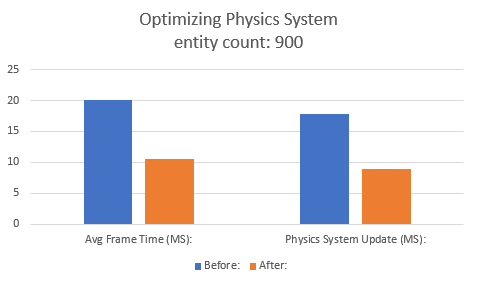 Optimizing Physics System
entity count: 900
25
20
15
10
5
0
Avg Frame Time (MS):
Physics System Update (MS):
Before:
After: